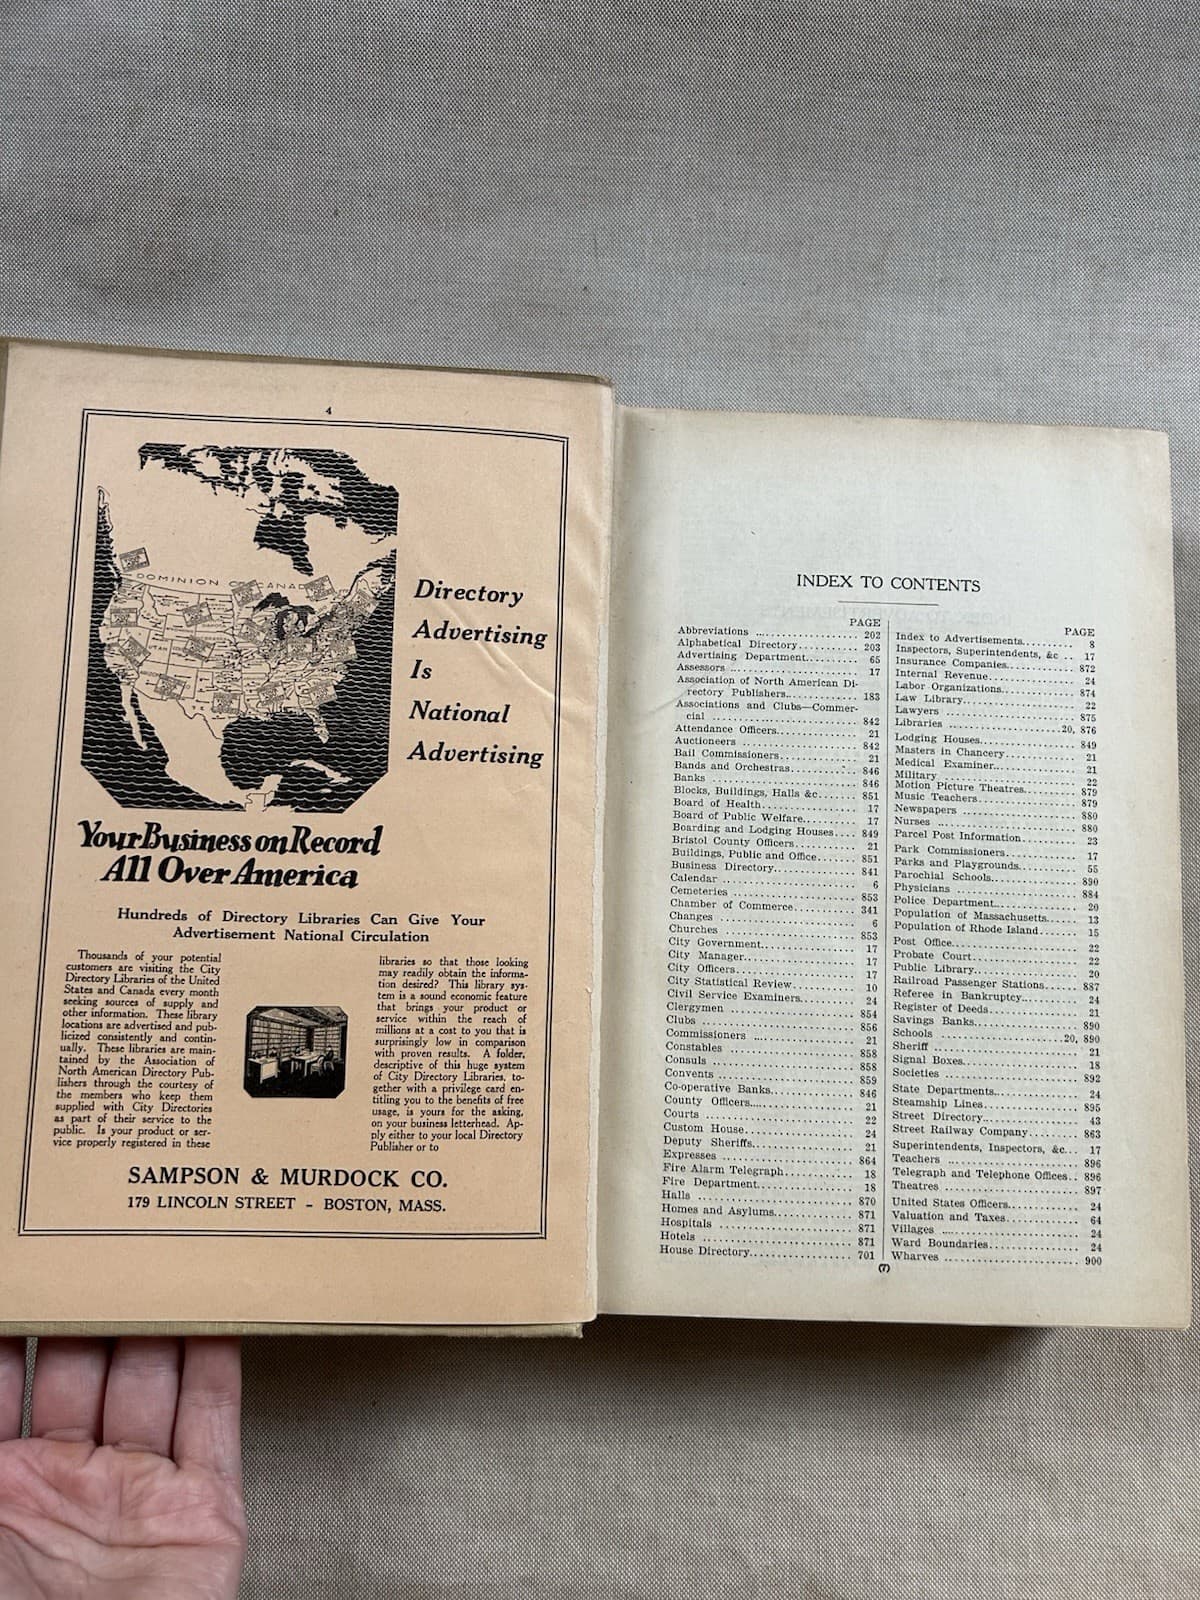 4
DOMINION OF CANADA
Directory
Advertising
Is
National
Advertising
Your Business on Record
All Over America
Hundreds of Directory Libraries Can Give Your
Advertisement National Circulation
Thousands of your potential
customers are visiting the City
Directory Libraries of the United
States and Canada every month
seeking sources of supply and
other information. These library
locations are advertised and pub-
licized consistently and contin-
ually. These libraries are main-
tained by the Association of
North American Directory Pub-
lishers through the courtesy of
the members who keep them
supplied with City Directories
as part of their service to the
public. Is your product or ser-
vice properly registered in these
libraries so that those looking
may readily obtain the informa-
tion desired? This library sys-
tem is a sound economic feature
that brings your product or
service within the reach of
millions at a cost to you that is
surprisingly low in comparison
with proven results. A folder,
descriptive of this huge system
of City Directory Libraries, to-
gether with a privilege card en-
titling you to the benefits of free
usage, is yours for the asking,
on your business letterhead. Ap-
ply either to your local Directory
Publisher or to
SAMPSON & MURDOCK CO.
179 LINCOLN STREET - BOSTON, MASS.
INDEX TO CONTENTS
PAGE
Abbreviations ... 202
Alphabetical Directory... 203
Advertising Department... 65
Assessors ... 17
Association of North American Di-
rectory Publishers... 183
Associations and Clubs—Commer-
cial ... 842
Attendance Officers... 21
Auctioneers ... 842
Bail Commissioners... 21
Bands and Orchestras... 846
Banks ... 846
Blocks, Buildings, Halls &c... 851
Board of Health... 17
Board of Public Welfare... 17
Boarding and Lodging Houses... 849
Bristol County Officers... 21
Buildings, Public and Office... 851
Business Directory... 841
Calendar ... 6
Cemeteries ... 853
Chamber of Commerce... 341
Changes ... 6
Churches ... 853
City Government... 17
City Manager... 17
City Officers... 17
City Statistical Review... 10
Civil Service Examiners... 24
Clergymen ... 854
Clubs ... 856
Commissioners ... 21
Constables ... 858
Consuls ... 858
Convents ... 859
Co-operative Banks... 846
County Officers... 21
Courts ... 22
Custom House... 24
Deputy Sheriffs... 21
Expresses ... 864
Fire Alarm Telegraph... 18
Fire Department... 18
Halls ... 870
Homes and Asylums... 871
Hospitals ... 871
Hotels ... 871
House Directory... 701
PAGE
Index to Advertisements... 8
Inspectors, Superintendents, &c .. 17
Insurance Companies... 872
Internal Revenue... 24
Labor Organizations... 874
Law Library... 22
Lawyers ... 875
Libraries ... 20, 876
Lodging Houses... 849
Masters in Chancery... 21
Medical Examiner... 21
Military ... 22
Motion Picture Theatres... 879
Music Teachers... 879
Newspapers ... 880
Nurses ... 880
Parcel Post Information... 23
Park Commissioners... 17
Parks and Playgrounds... 55
Parochial Schools... 890
Physicians ... 884
Police Department... 20
Population of Massachusetts... 13
Population of Rhode Island... 15
Post Office... 22
Probate Court... 22
Public Library... 20
Railroad Passenger Stations... 887
Referee in Bankruptcy... 24
Register of Deeds... 21
Savings Banks... 890
Schools ... 20, 890
Sheriff ... 21
Signal Boxes... 18
Societies ... 892
State Departments... 24
Steamship Lines... 895
Street Directory... 43
Street Railway Company... 863
Superintendents, Inspectors, &c... 17
Teachers ... 896
Telegraph and Telephone Offices.. 896
Theatres ... 897
United States Officers... 24
Valuation and Taxes... 64
Villages ... 24
Ward Boundaries... 24
Wharves ... 900
(7)